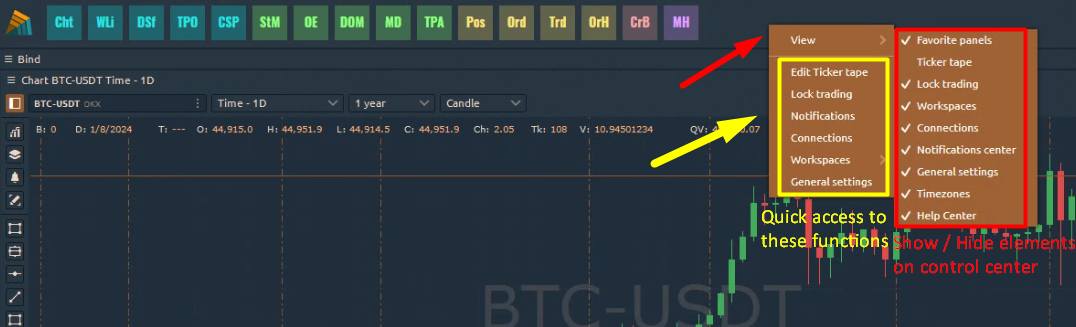 Cht WLi DSf TPO CSP StM OE DOM MD TPA Pos Ord Trd OrH CrB MH
Bind
Chart BTC-USDT Time - 1D
BTC-USDT OKX Time - 1D 1 year Candle
B: 0 D: 1/8/2024 T: --- O: 44,915.0 H: 44,951.9 L: 44,914.5 C: 44,951.9 Ch: 2.05 Tk: 108 V: 10.94501234 QV:
View
Edit Ticker tape
Lock trading
Notifications
Connections
Workspaces
General settings
Favorite panels
Ticker tape
Lock trading
Workspaces
Connections
Notifications center
General settings
Timezones
Help Center
Quick access to
these functions
Show / Hide elements
on control center
BTC-USDT